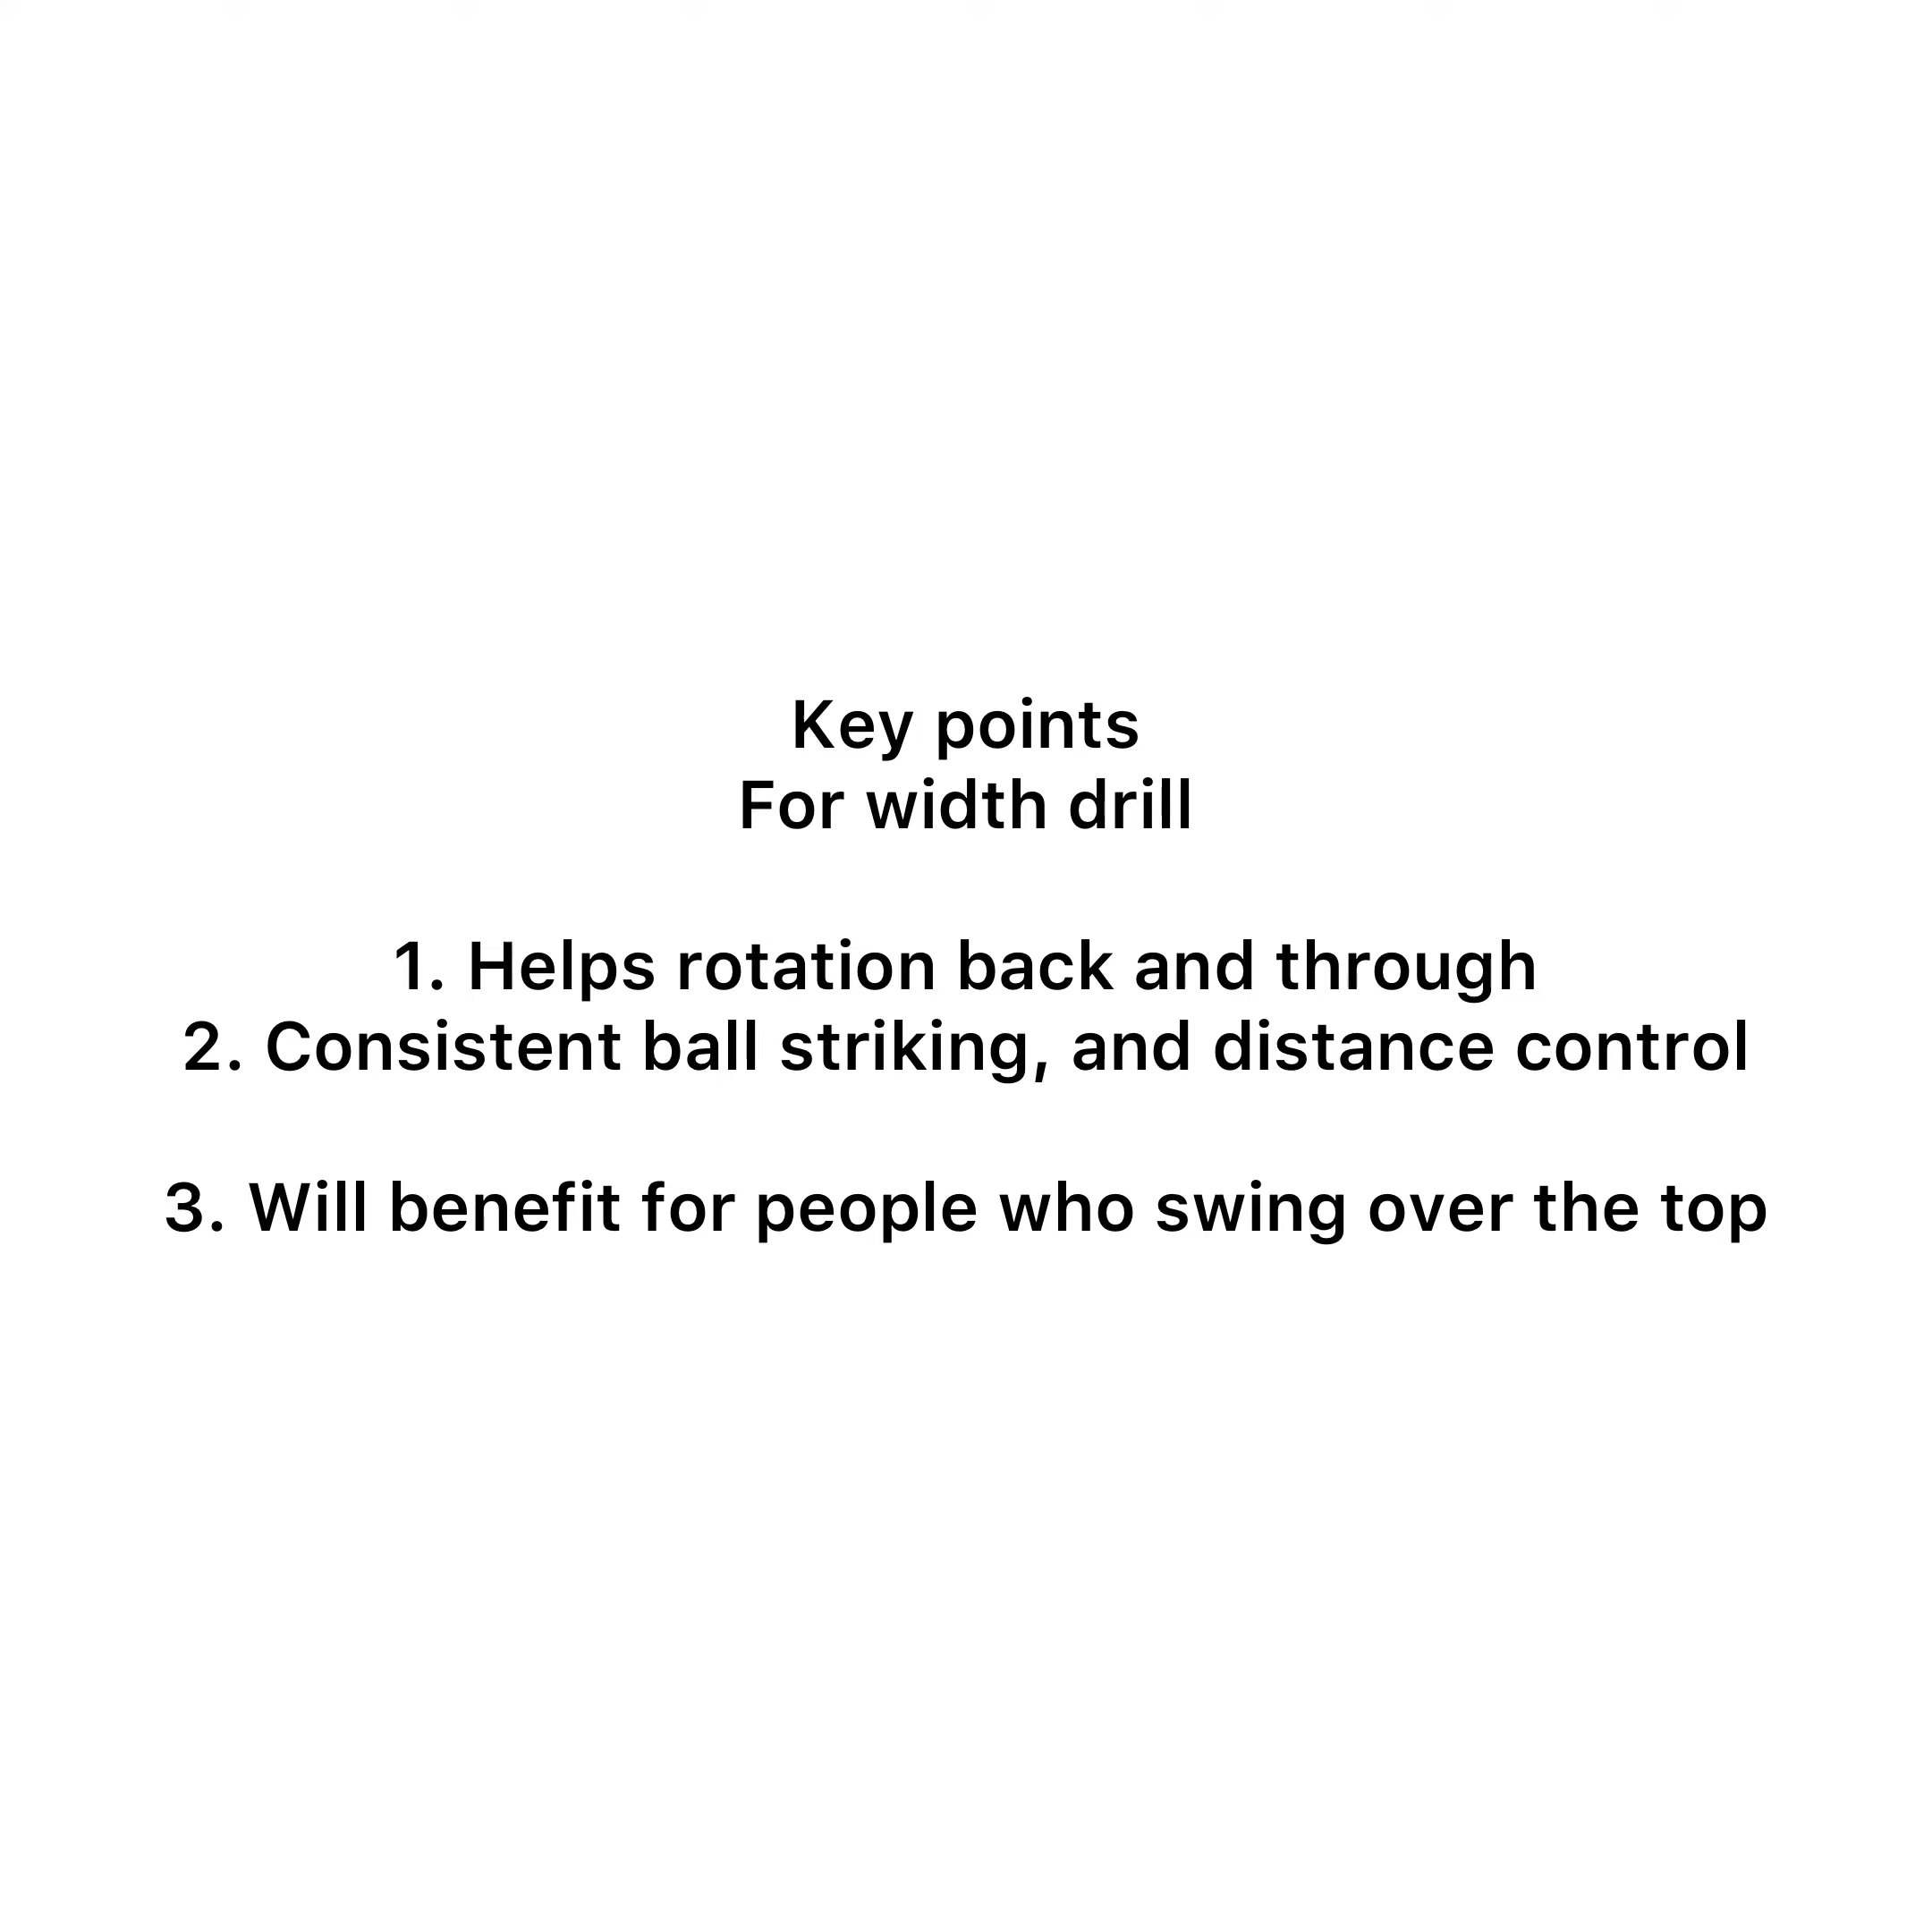 Key points
For width drill
1. Helps rotation back and through
2. Consistent ball striking, and distance control
3. Will benefit for people who swing over the top